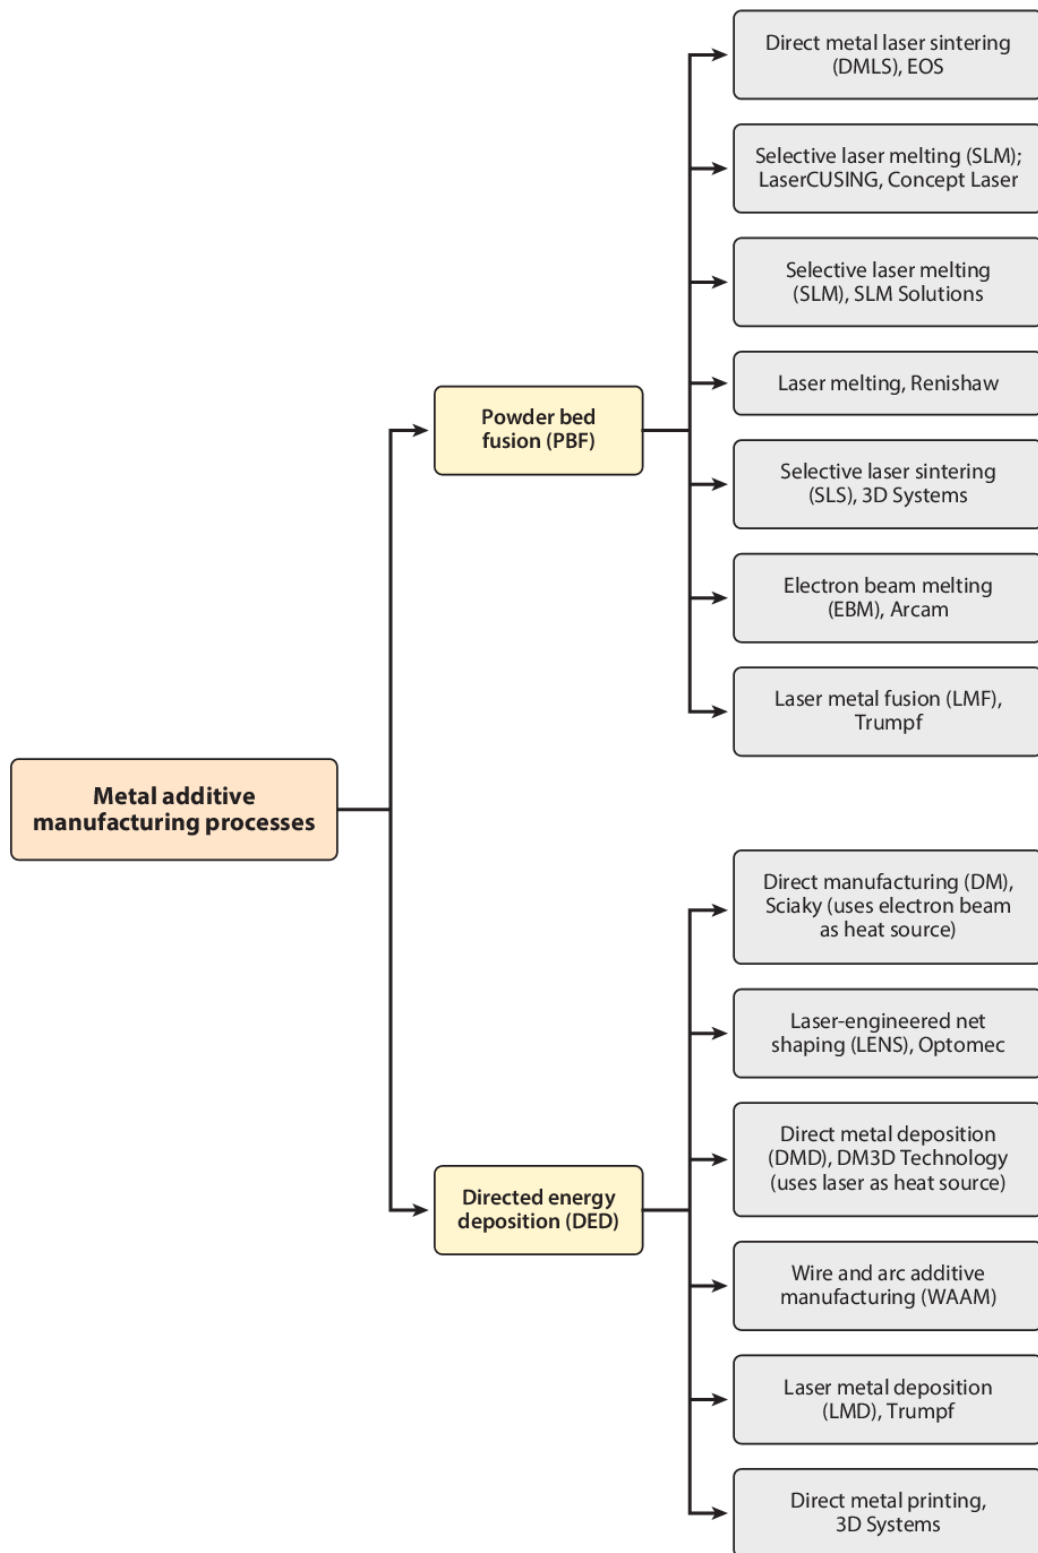 Direct metal laser sintering
(DMLS), EOS
Selective laser melting (SLM);
LaserCUSING, Concept Laser
Selective laser melting
(SLM), SLM Solutions
Laser melting, Renishaw
Powder bed
fusion (PBF)
Selective laser sintering
(SLS), 3D Systems
Electron beam melting
(EBM), Arcam
Laser metal fusion (LMF),
Trumpf
Metal additive
manufacturing processes
Direct manufacturing (DM),
Sciaky (uses electron beam
as heat source)
Laser-engineered net
shaping (LENS), Optomec
Direct metal deposition
(DMD), DM3D Technology
(uses laser as heat source)
Directed energy
deposition (DED)
Wire and arc additive
manufacturing (WAAM)
Laser metal deposition
(LMD), Trumpf
Direct metal printing,
3D Systems